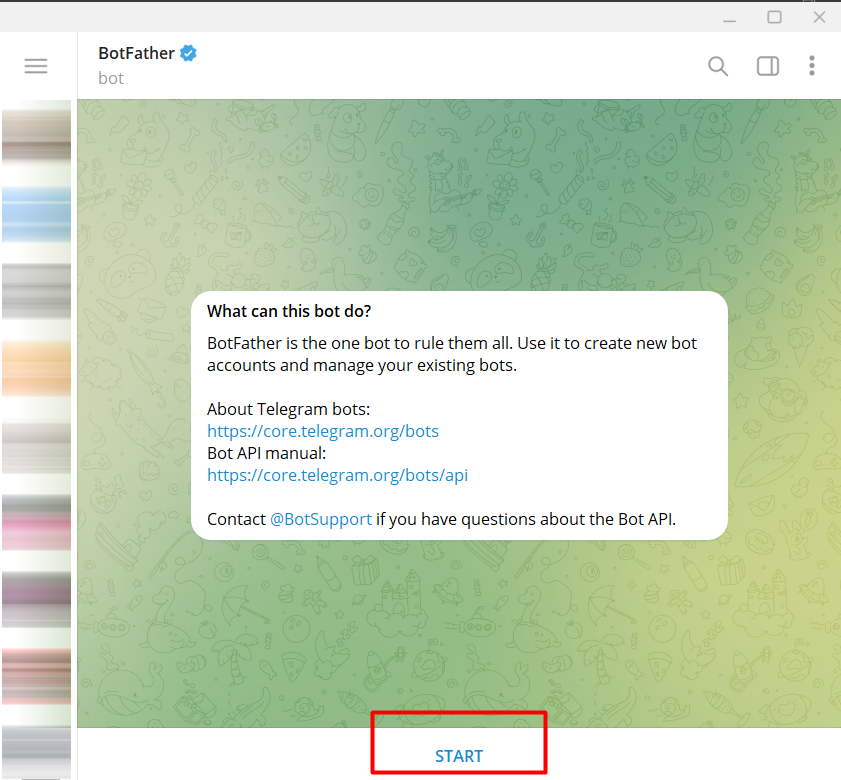 BotFather
bot
What can this bot do?
BotFather is the one bot to rule them all. Use it to create new bot
accounts and manage your existing bots.
About Telegram bots:
https://core.telegram.org/bots
Bot API manual:
https://core.telegram.org/bots/api
Contact @BotSupport if you have questions about the Bot API.
START